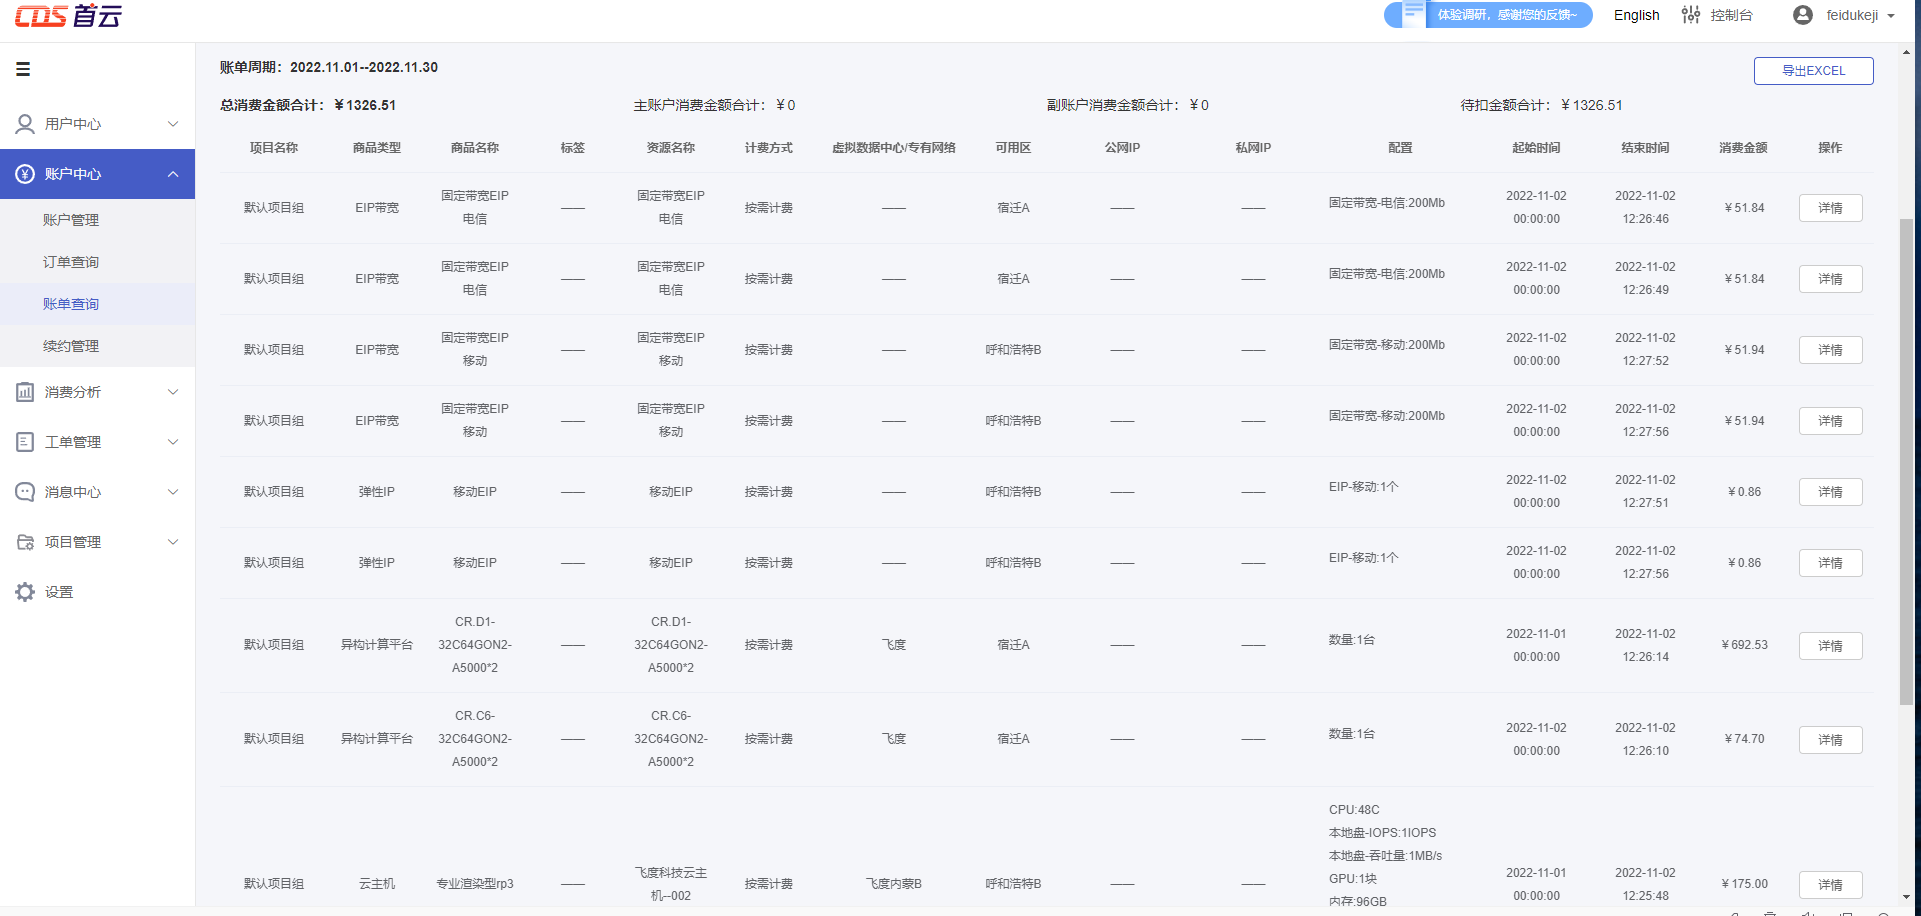 CDS 首云
体验调研，感谢您的反馈~
English
控制台
feidukeji
用户中心
账户中心
账户管理
订单查询
账单查询
续约管理
消费分析
工单管理
消息中心
项目管理
设置
账单周期：2022.11.01--2022.11.30
导出EXCEL
总消费金额合计：￥1326.51 主账户消费金额合计：￥0 副账户消费金额合计：￥0 待扣金额合计：￥1326.51
项目名称 商品类型 商品名称 标签 资源名称 计费方式 虚拟数据中心/专有网络 可用区 公网IP 私网IP 配置 起始时间 结束时间 消费金额 操作
默认项目组 EIP带宽 固定带宽EIP电信 —— 固定带宽EIP电信 按需计费 —— 宿迁A —— —— 固定带宽-电信:200Mb 2022-11-02 00:00:00 2022-11-02 12:26:46 ￥51.84 详情
默认项目组 EIP带宽 固定带宽EIP电信 —— 固定带宽EIP电信 按需计费 —— 宿迁A —— —— 固定带宽-电信:200Mb 2022-11-02 00:00:00 2022-11-02 12:26:49 ￥51.84 详情
默认项目组 EIP带宽 固定带宽EIP移动 —— 固定带宽EIP移动 按需计费 —— 呼和浩特B —— —— 固定带宽-移动:200Mb 2022-11-02 00:00:00 2022-11-02 12:27:52 ￥51.94 详情
默认项目组 EIP带宽 固定带宽EIP移动 —— 固定带宽EIP移动 按需计费 —— 呼和浩特B —— —— 固定带宽-移动:200Mb 2022-11-02 00:00:00 2022-11-02 12:27:56 ￥51.94 详情
默认项目组 弹性IP 移动EIP —— 移动EIP 按需计费 —— 呼和浩特B —— —— EIP-移动:1个 2022-11-02 00:00:00 2022-11-02 12:27:51 ￥0.86 详情
默认项目组 弹性IP 移动EIP —— 移动EIP 按需计费 —— 呼和浩特B —— —— EIP-移动:1个 2022-11-02 00:00:00 2022-11-02 12:27:56 ￥0.86 详情
默认项目组 异构计算平台 CR.D1-32C64GON2-A5000*2 —— CR.D1-32C64GON2-A5000*2 按需计费 飞度 宿迁A —— —— 数量:1台 2022-11-01 00:00:00 2022-11-02 12:26:14 ￥692.53 详情
默认项目组 异构计算平台 CR.C6-32C64GON2-A5000*2 —— CR.C6-32C64GON2-A5000*2 按需计费 飞度 宿迁A —— —— 数量:1台 2022-11-02 00:00:00 2022-11-02 12:26:10 ￥74.70 详情
默认项目组 云主机 专业渲染型rp3 —— 飞度科技云主机--002 按需计费 飞度内蒙B 呼和浩特B —— —— CPU:48C
本地盘-IOPS:1IOPS
本地盘-吞吐量:1MB/s
GPU:1块
内存:96GB
2022-11-01 00:00:00 2022-11-02 12:25:48 ￥175.00 详情